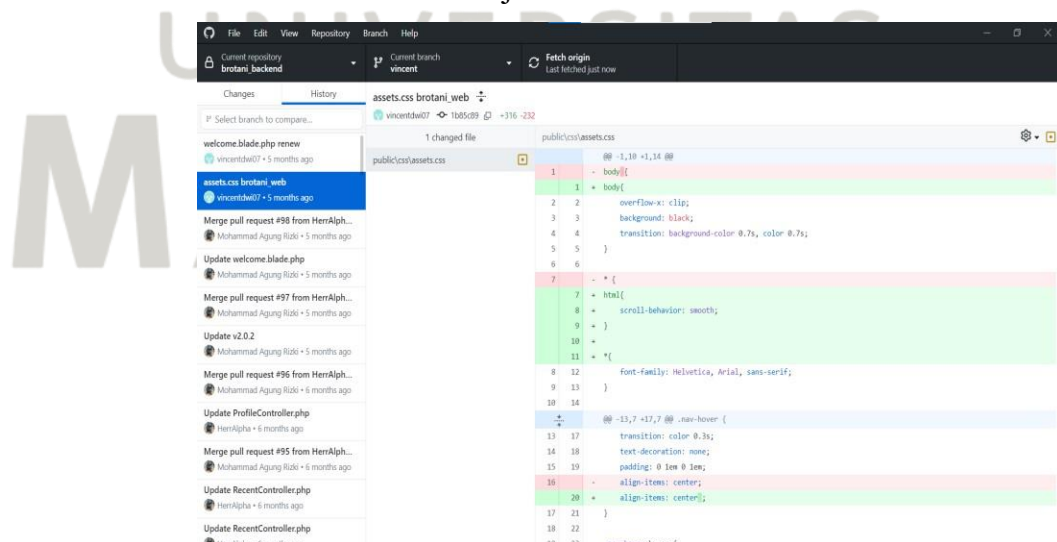 UNIVERSITAS
M
File Edit View Repository Branch Help
Current repository
brotani_backend
Current branch
vincent
Fetch origin
Last fetched just now
Changes History
Select branch to compare...
welcome.blade.php renew
vincentdwi07 • 5 months ago
assets.css brotani_web
vincentdwi07 • 5 months ago
Merge pull request #98 from HerrAlph...
Mohammad Agung Rizki • 5 months ago
Update welcome.blade.php
Mohammad Agung Rizki • 5 months ago
Merge pull request #97 from HerrAlph...
Mohammad Agung Rizki • 5 months ago
Update v2.0.2
Mohammad Agung Rizki • 5 months ago
Merge pull request #96 from HerrAlph...
Mohammad Agung Rizki • 6 months ago
Update ProfileController.php
HerrAlpha • 6 months ago
Merge pull request #95 from HerrAlph...
Mohammad Agung Rizki • 6 months ago
Update RecentController.php
HerrAlpha • 6 months ago
Update RecentController.php
assets.css brotani_web
vincentdwi07 1b85c89 +316 -232
1 changed file
public\css\assets.css
public\css\assets.css
@@ -1,10 +1,14 @@
1 - body {
1 + body{
2 2 overflow-x: clip;
3 3 background: black;
4 4 transition: background-color 0.7s, color 0.7s;
5 5 }
6 6
7 - * {
7 + html{
8 + scroll-behavior: smooth;
9 + }
10 +
11 + *{
8 12 font-family: Helvetica, Arial, sans-serif;
9 13 }
10 14
@@ -13,7 +17,7 @@ .nav-hover {
13 17 transition: color 0.3s;
14 18 text-decoration: none;
15 19 padding: 0 1em 0 1em;
16 - align-items: center;
20 + align-items: center ;
17 21 }
18 22